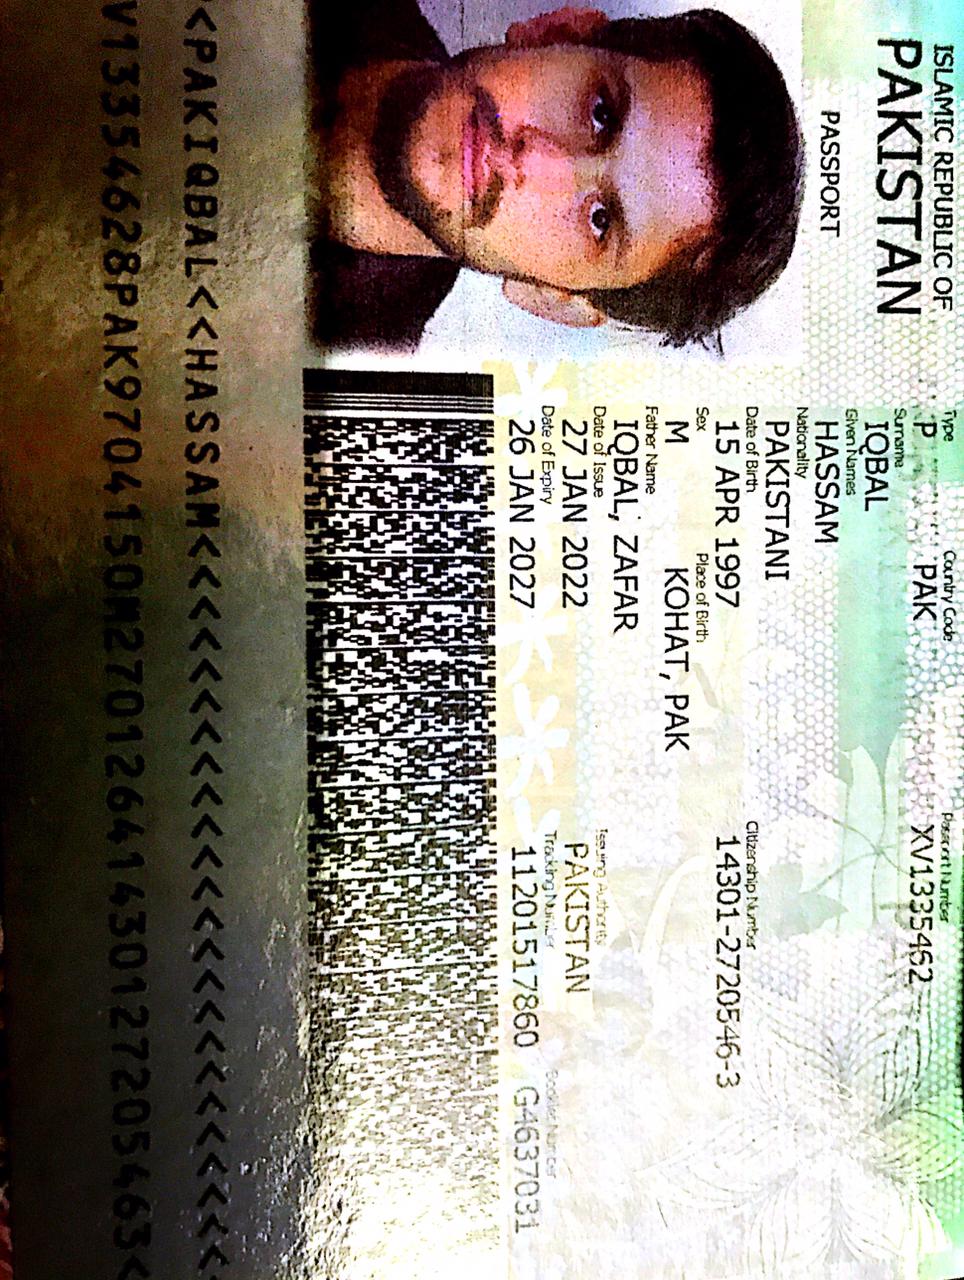 ISLAMIC REPUBLIC OF
PAKISTAN
PASSPORT
Type Country Code Passport Number
P PAK XV1335462
Surname
IQBAL
Given Names
HASSAM
Nationality
PAKISTANI
Date of Birth Citizenship Number
15 APR 1997 14301-2720546-3
Sex Place of Birth
M KOHAT, PAK
Father Name
IQBAL, ZAFAR
Date of Issue Issuing Authority
27 JAN 2022 PAKISTAN
Date of Expiry Tracking Number Booklet Number
26 JAN 2027 11201517860 G4637031
<PAKIQBAL<<HASSAM<<<<<<<<<<<<<<<<<<<<
V13354628PAK9704150M27012641430127205463<